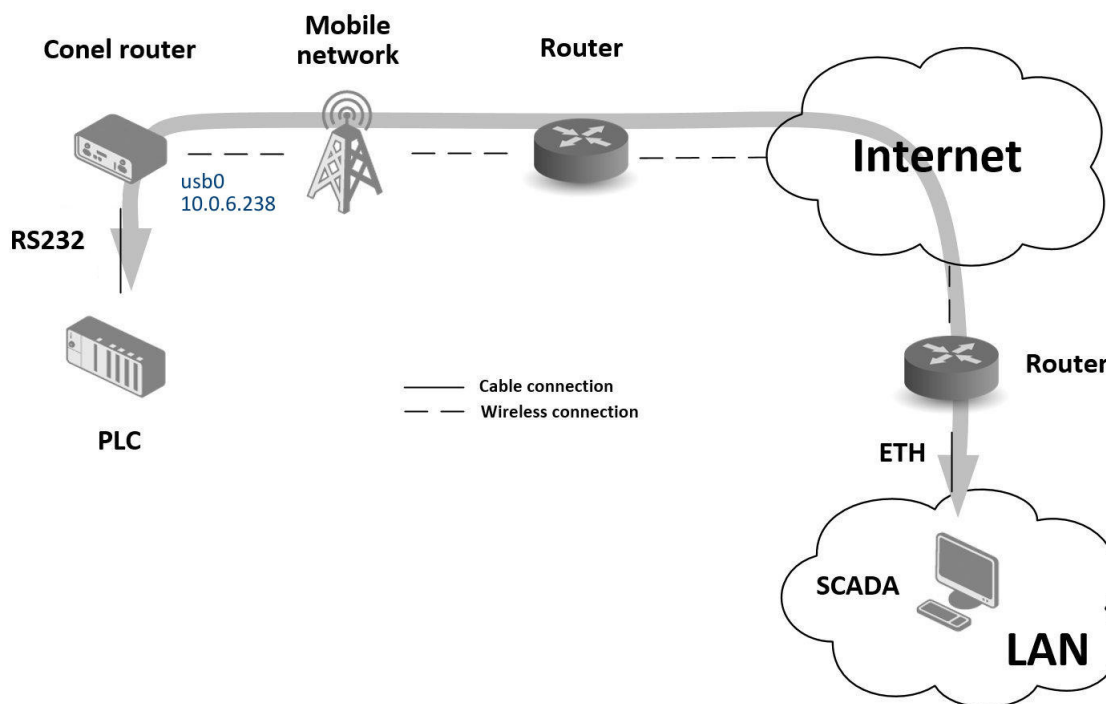 Mobile
network
Conel router
Router
Internet
usb0
10.0.6.238
RS232
Router
Cable connection
Wireless connection
PLC
ETH
SCADA
LAN